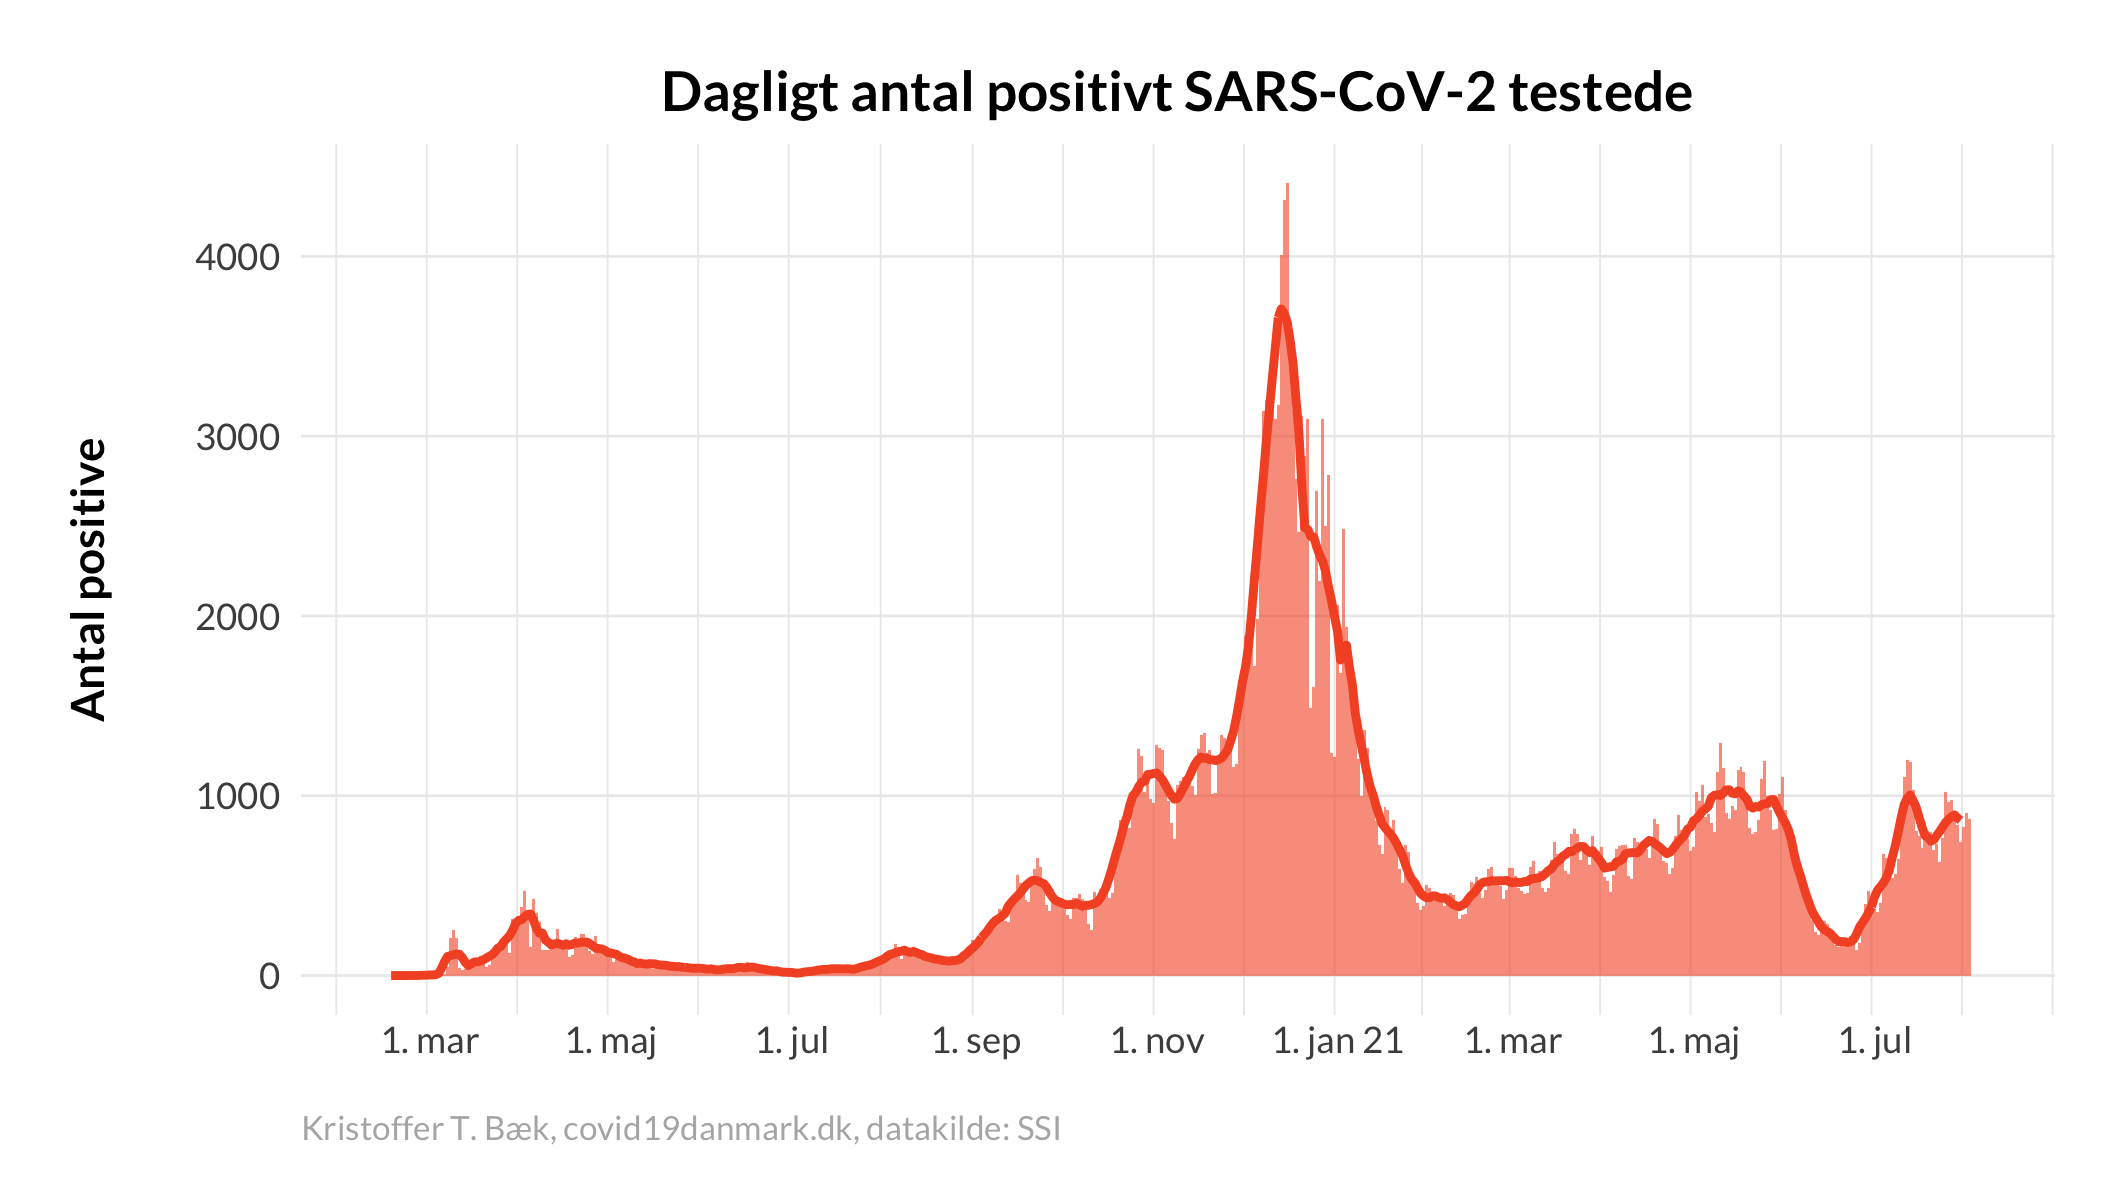 Dagligt antal positivt SARS-CoV-2 testede
Antal positive
4000
3000
2000
1000
0
1. mar 1. maj 1. jul 1. sep 1. nov 1. jan 21 1. mar 1. maj 1. jul
Kristoffer T. Bæk, covid19danmark.dk, datakilde: SSI